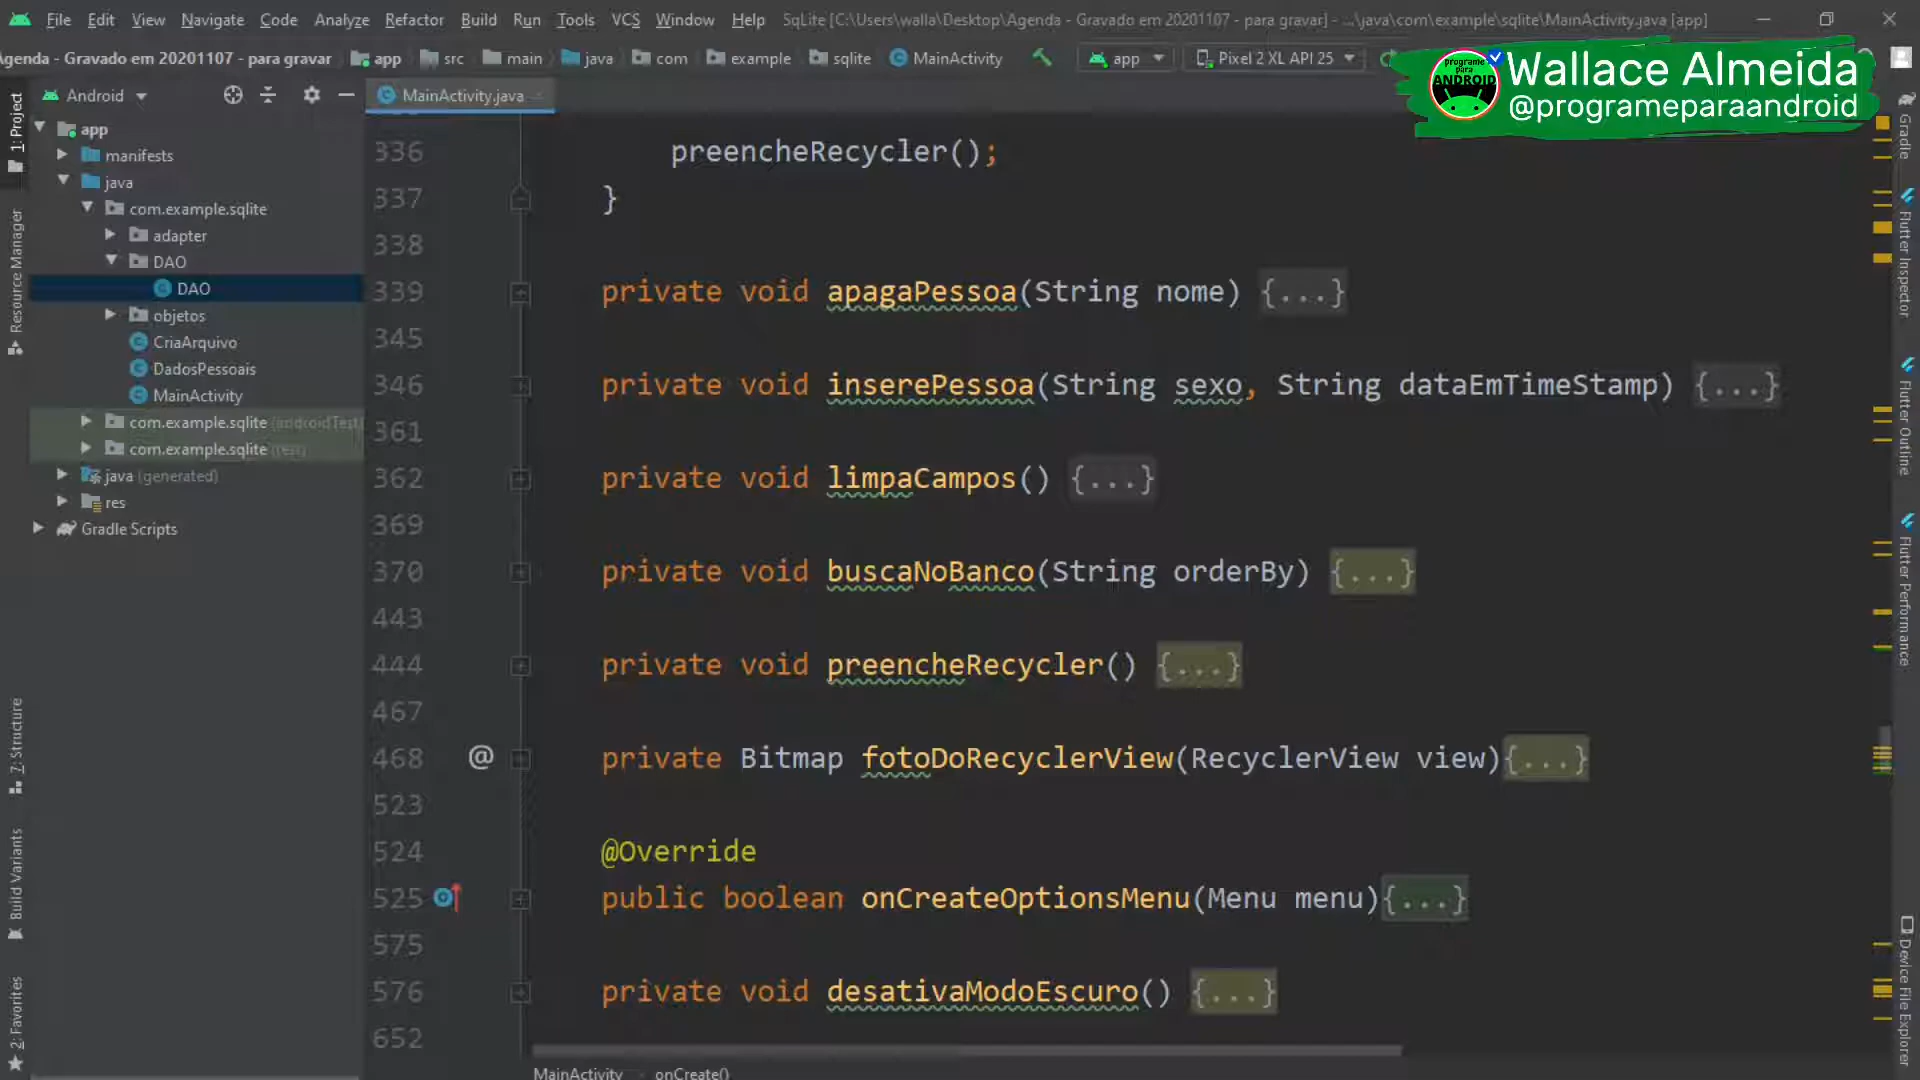 File Edit View Navigate Code Analyze Refactor Build Run Tools VCS Window Help SqLite [C:\Users\walla\Desktop\Agenda - Gravado em 20201107 - para gravar] - ...\java\com\example\sqlite\MainActivity.java [app]
genda - Gravado em 20201107 - para gravar app src main java com example sqlite MainActivity app Pixel 2 XL API 25
programe para ANDROID
Wallace Almeida
@programeparaandroid
Android
MainActivity.java
app
manifests
java
com.example.sqlite
adapter
DAO
DAO
objetos
CriaArquivo
DadosPessoais
MainActivity
com.example.sqlite (androidTest)
com.example.sqlite (test)
java (generated)
res
Gradle Scripts
1: Project
Resource Manager
7: Structure
Build Variants
2: Favorites
336 preencheRecycler();
337 }
338
339 private void apagaPessoa(String nome) {...}
345
346 private void inserePessoa(String sexo, String dataEmTimeStamp) {...}
361
362 private void limpaCampos() {...}
369
370 private void buscaNoBanco(String orderBy) {...}
443
444 private void preencheRecycler() {...}
467
468 @ private Bitmap fotoDoRecyclerView(RecyclerView view){...}
523
524 @Override
525 public boolean onCreateOptionsMenu(Menu menu){...}
575
576 private void desativaModoEscuro() {...}
652
MainActivity onCreate()
Gradle
Flutter Inspector
Flutter Outline
Flutter Performance
Device File Explorer